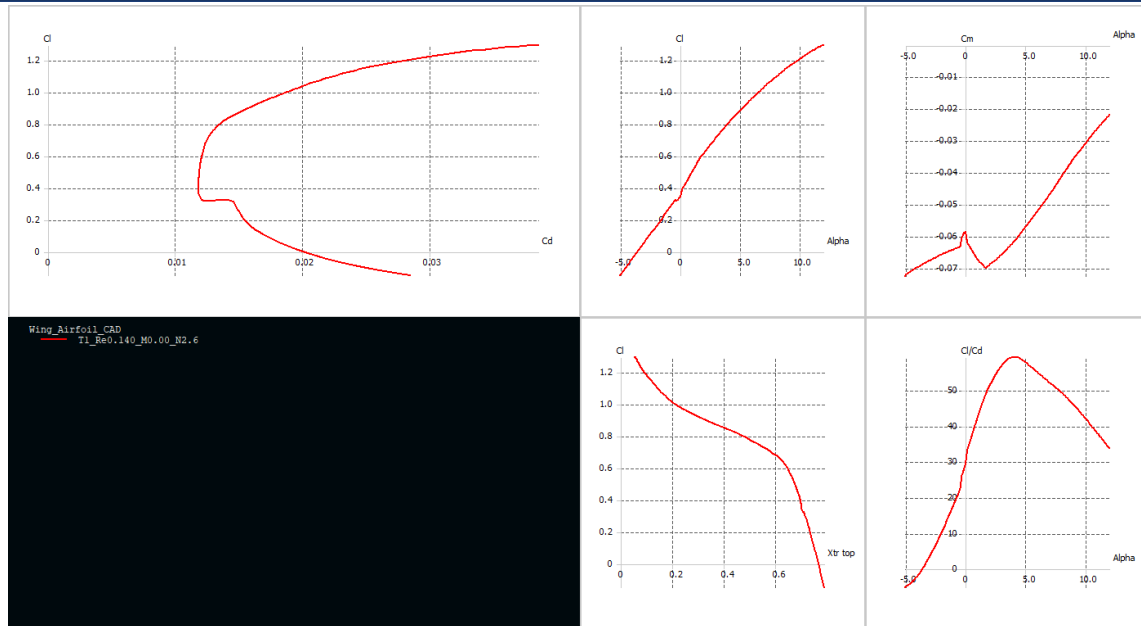 Cl
1.2
1.0
0.8
0.6
0.4
0.2
0
Cd
0 0.01 0.02 0.03
Cl
1.2
1.0
0.8
0.6
0.4
0.2
Alpha
-5.0 0 5.0 10.0
Cm
Alpha
-5.0 0 5.0 10.0
-0.01
-0.02
-0.03
-0.04
-0.05
-0.06
-0.07
Wing_Airfoil_CAD
T1_Re0.140_M0.00_N2.6
Cl
1.2
1.0
0.8
0.6
0.4
0.2
0
Xtr top
0 0.2 0.4 0.6
Cl/Cd
50
40
30
20
10
0
Alpha
-5.0 0 5.0 10.0